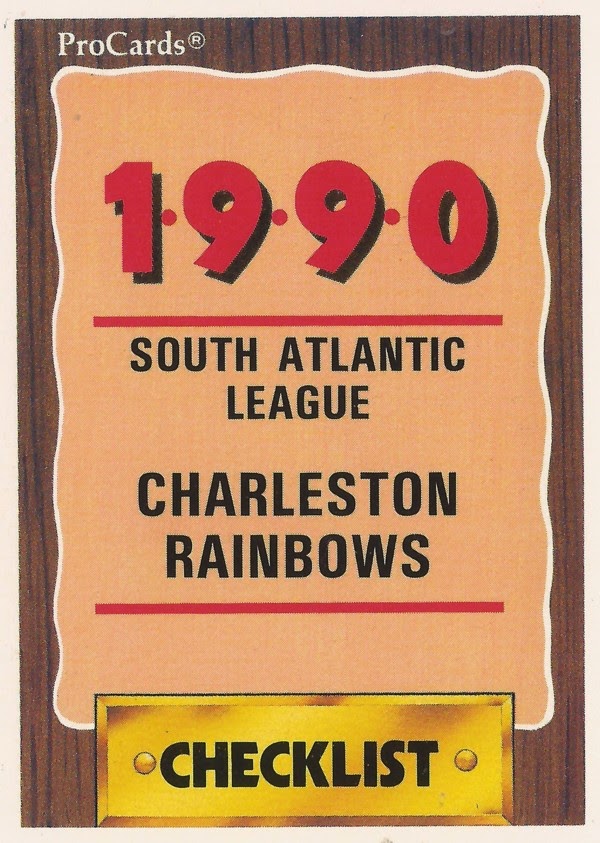 ProCards®
1·9·9·0
SOUTH ATLANTIC
LEAGUE
CHARLESTON
RAINBOWS
CHECKLIST